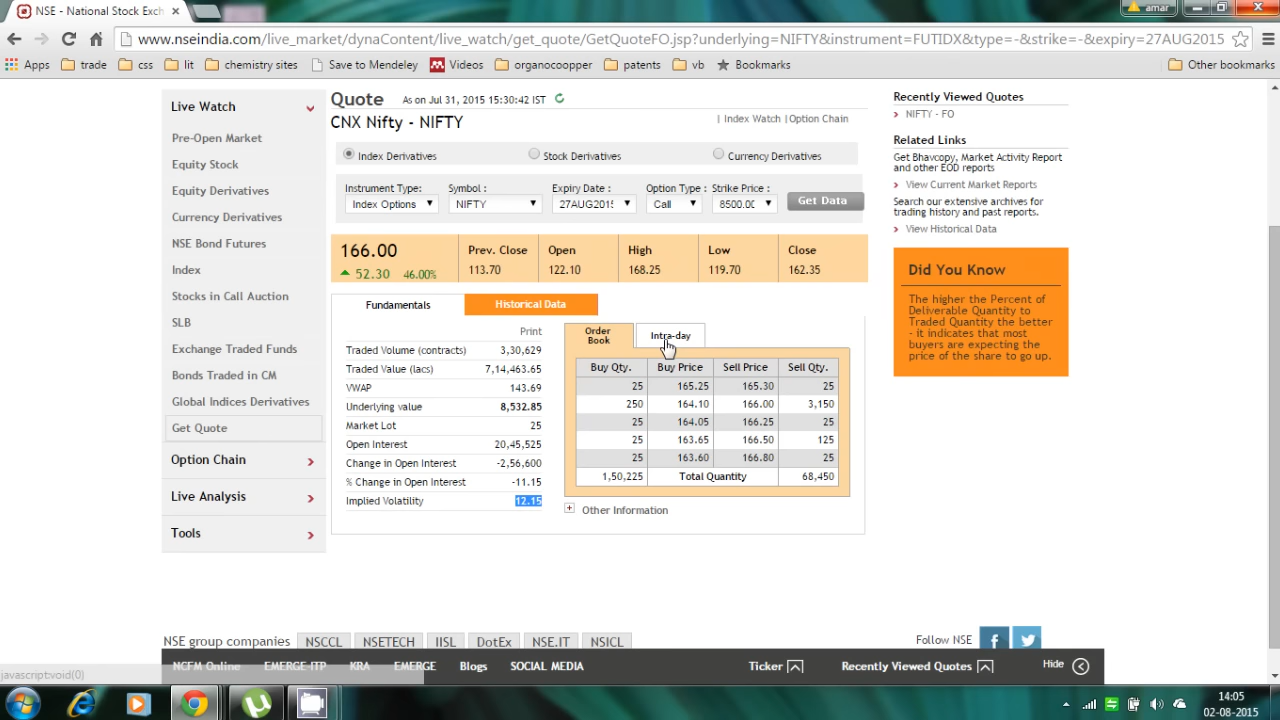 NSE - National Stock Exch
amar
www.nseindia.com/live_market/dynaContent/live_watch/get_quote/GetQuoteFO.jsp?underlying=NIFTY&instrument=FUTIDX&type=-&strike=-&expiry=27AUG2015
Apps trade css lit chemistry sites Save to Mendeley Videos organocoopper patents vb Bookmarks Other bookmarks
Live Watch
Pre-Open Market
Equity Stock
Equity Derivatives
Currency Derivatives
NSE Bond Futures
Index
Stocks in Call Auction
SLB
Exchange Traded Funds
Bonds Traded in CM
Global Indices Derivatives
Get Quote
Option Chain
Live Analysis
Tools
Quote As on Jul 31, 2015 15:30:42 IST
CNX Nifty - NIFTY
| Index Watch |Option Chain
Index Derivatives Stock Derivatives Currency Derivatives
Instrument Type: Symbol : Expiry Date : Option Type : Strike Price :
Index Options NIFTY 27AUG2015 Call 8500.00 Get Data
166.00 Prev. Close Open High Low Close
52.30 46.00% 113.70 122.10 168.25 119.70 162.35
Fundamentals Historical Data
Print
Traded Volume (contracts) 3,30,629
Traded Value (lacs) 7,14,463.65
VWAP 143.69
Underlying value 8,532.85
Market Lot 25
Open Interest 20,45,525
Change in Open Interest -2,56,600
% Change in Open Interest -11.15
Implied Volatility 12.15
Order Book Intra-day
Buy Qty. Buy Price Sell Price Sell Qty.
25 165.25 165.30 25
250 164.10 166.00 3,150
25 164.05 166.25 25
25 163.65 166.50 125
25 163.60 166.80 25
1,50,225 Total Quantity 68,450
+ Other Information
Recently Viewed Quotes
NIFTY - FO
Related Links
Get Bhavcopy, Market Activity Report
and other EOD reports
View Current Market Reports
Search our extensive archives for
trading history and past reports.
View Historical Data
Did You Know
The higher the Percent of
Deliverable Quantity to
Traded Quantity the better
- it indicates that most
buyers are expecting the
price of the share to go up.
NSE group companies NSCCL NSETECH IISL DotEx NSE.IT NSICL
Follow NSE
NCFM Online EMERGE-ITP KRA EMERGE Blogs SOCIAL MEDIA Ticker Recently Viewed Quotes Hide
javascript:void(0)
14:05
02-08-2015